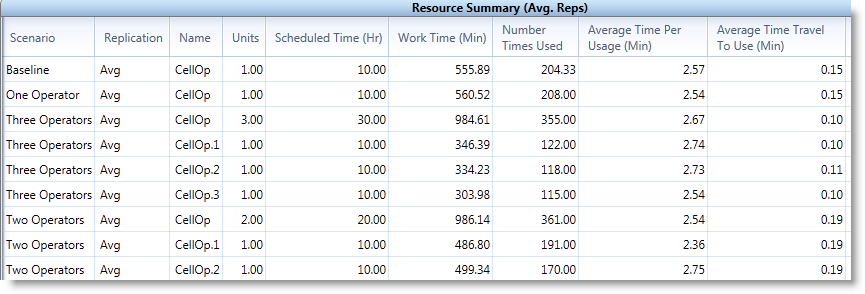 Resource Summary (Avg. Reps)
Scenario Replication Name Units Scheduled Time (Hr) Work Time (Min) Number Times Used Average Time Per Usage (Min) Average Time Travel To Use (Min)
Baseline Avg CellOp 1.00 10.00 555.89 204.33 2.57 0.15
One Operator Avg CellOp 1.00 10.00 560.52 208.00 2.54 0.15
Three Operators Avg CellOp 3.00 30.00 984.61 355.00 2.67 0.10
Three Operators Avg CellOp.1 1.00 10.00 346.39 122.00 2.74 0.10
Three Operators Avg CellOp.2 1.00 10.00 334.23 118.00 2.73 0.11
Three Operators Avg CellOp.3 1.00 10.00 303.98 115.00 2.54 0.10
Two Operators Avg CellOp 2.00 20.00 986.14 361.00 2.54 0.19
Two Operators Avg CellOp.1 1.00 10.00 486.80 191.00 2.36 0.19
Two Operators Avg CellOp.2 1.00 10.00 499.34 170.00 2.75 0.19